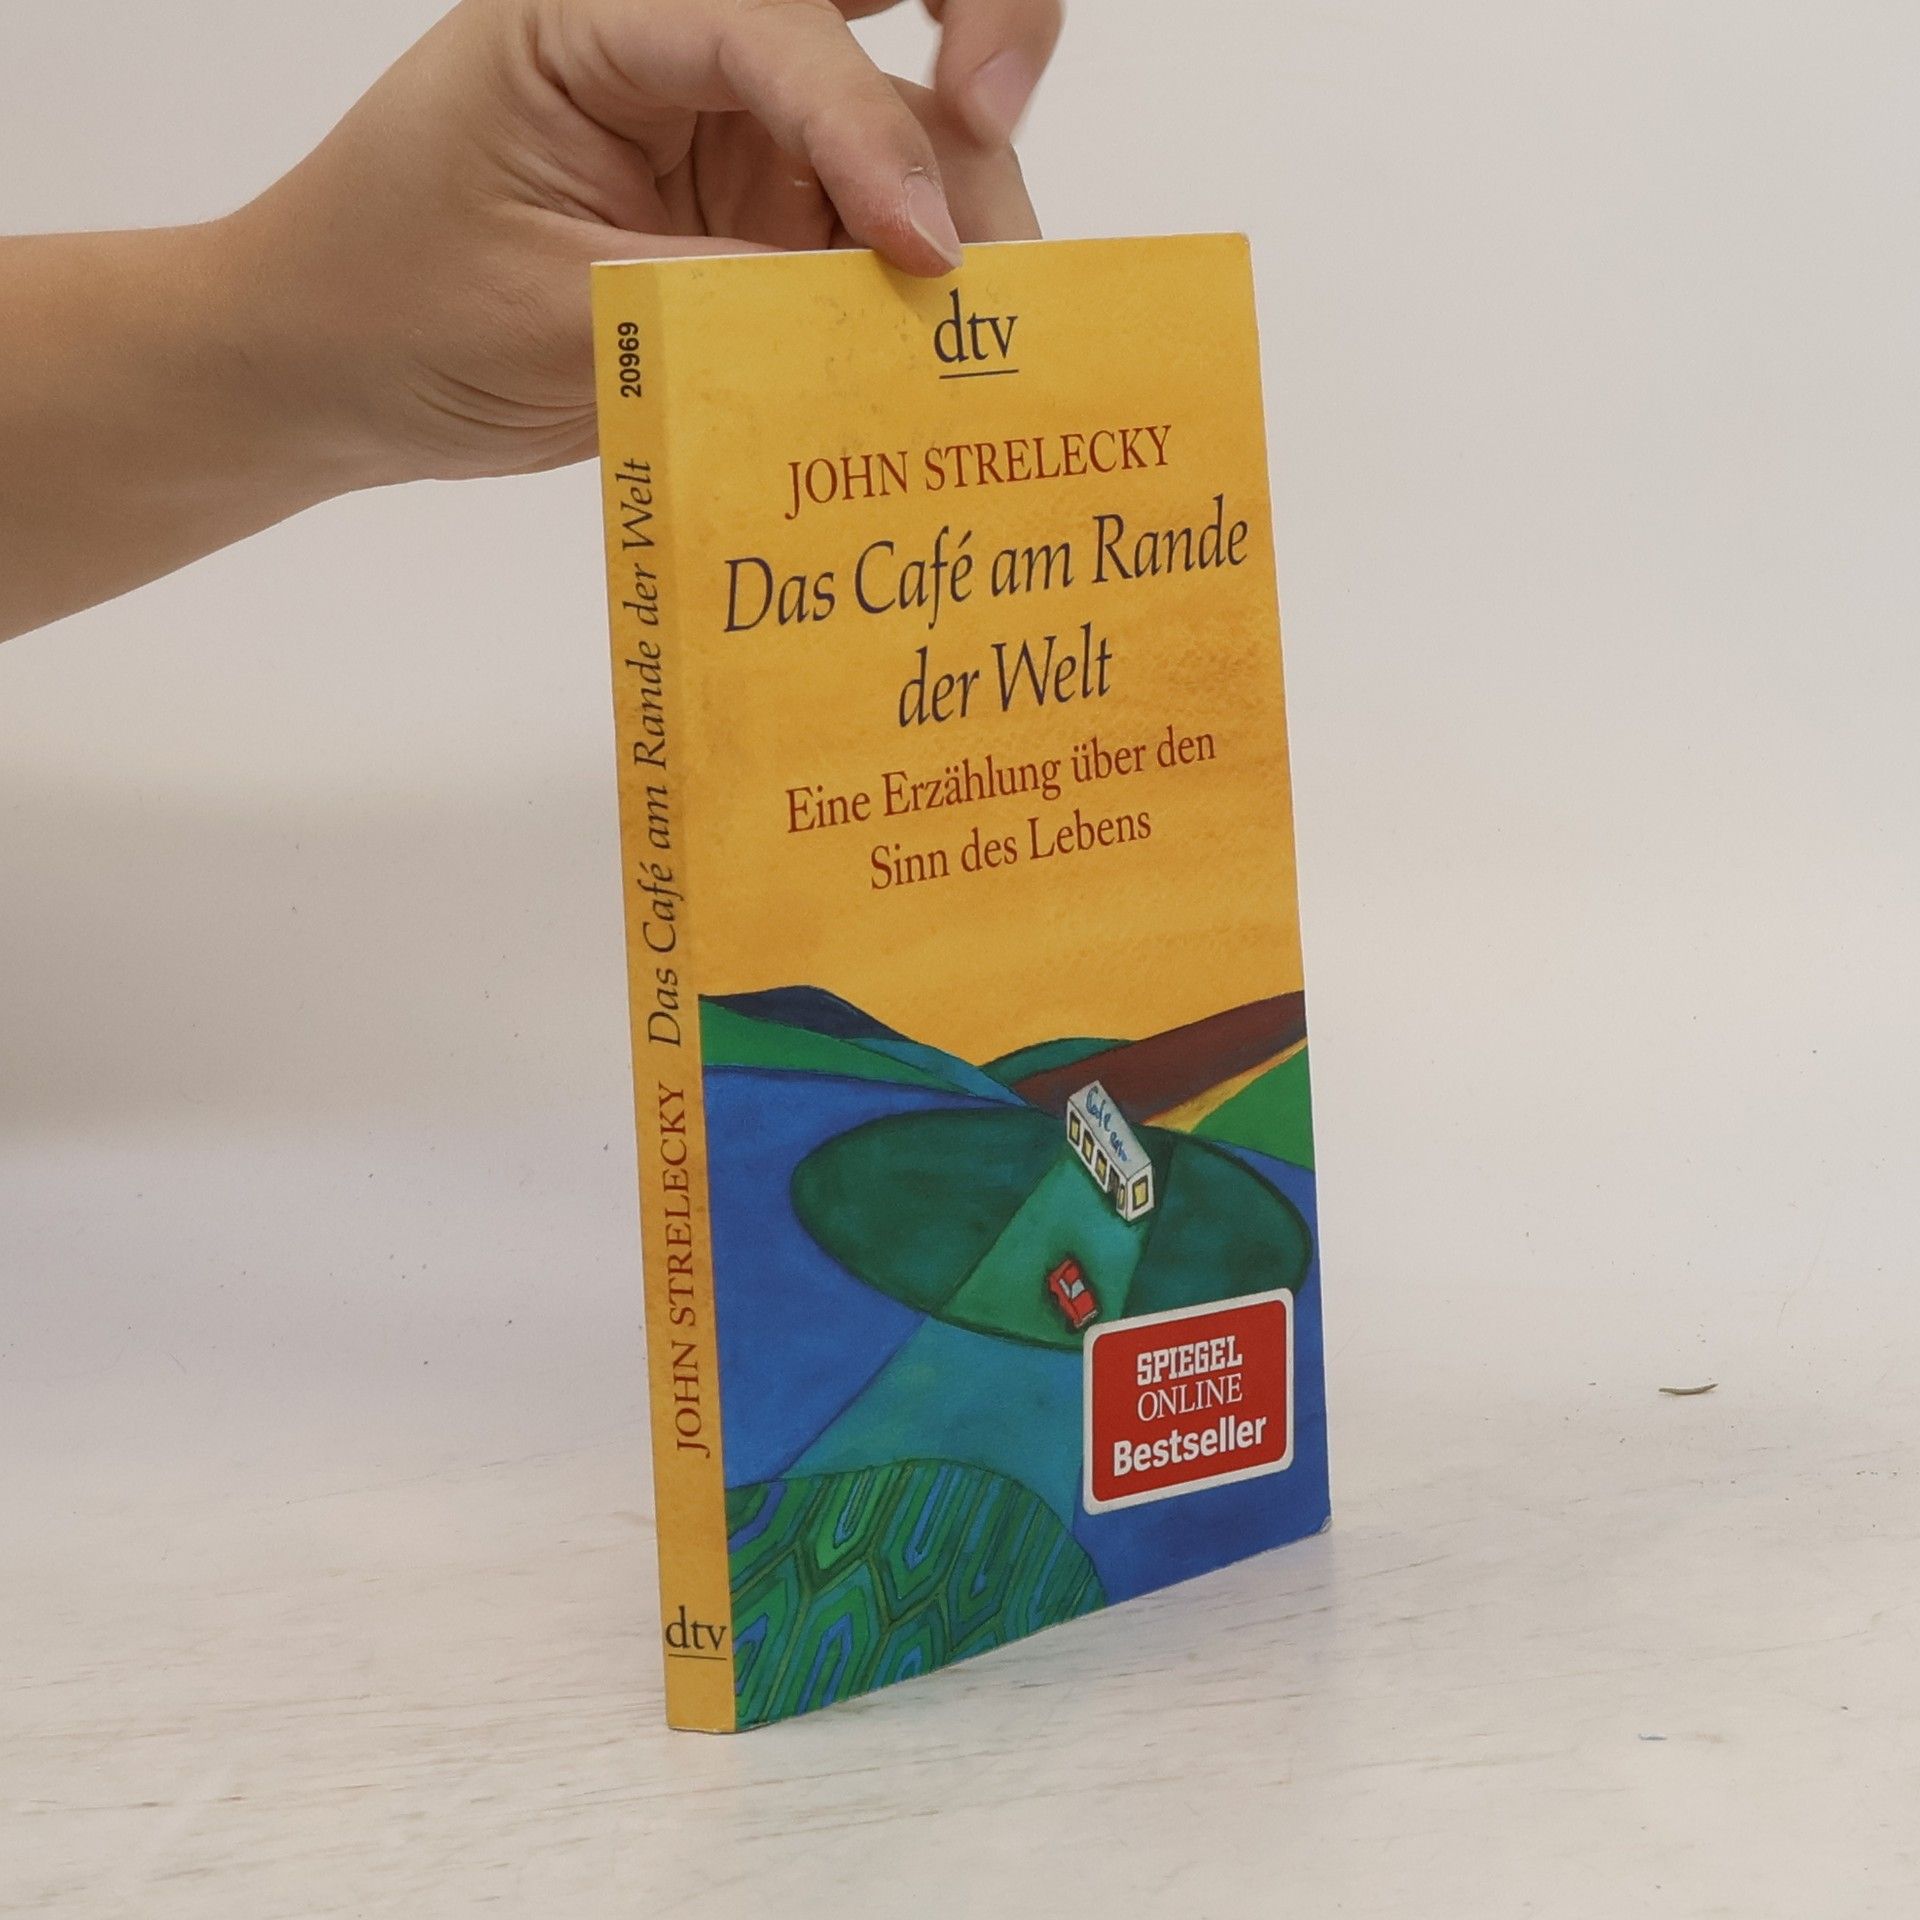 dtv
JOHN STRELECKY
Das Café am Rande
der Welt
Eine Erzählung über den
Sinn des Lebens
SPIEGEL
ONLINE
Bestseller
20969
JOHN STRELECKY Das Café am Rande der Welt
dtv